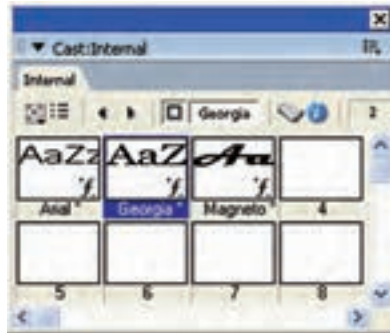 Cast:Internal
Internal
Georgia
AaZz AaZ Aa
Arial * Georgia * Magneto * 4
5 6 7 8